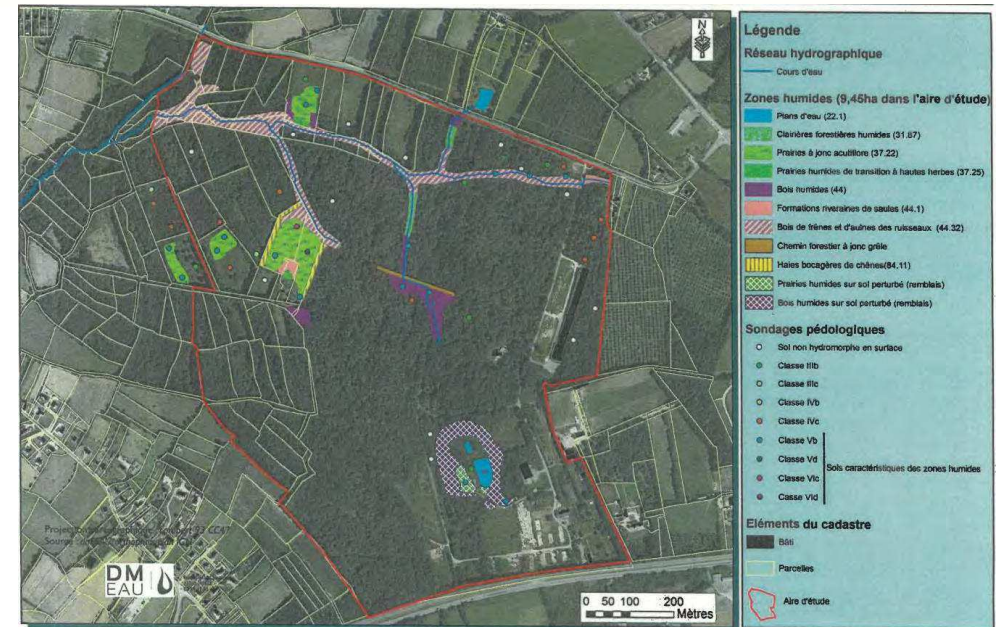 N
Projection
Source :
DM
EAU
0 50 100 200
Mètres
Légende
Réseau hydrographique
Cours d'eau
Zones humides (9,45ha dans l'aire d'étude)
Plans d'eau (22.1)
Clairières forestières humides (31.87)
Prairies à jonc acutiflore (37.22)
Prairies humides de transition à hautes herbes (37.25)
Bois humides (44)
Formations riveraines de saules (44.1)
Bois de frênes et d'aulnes des ruisseaux (44.32)
Chemin forestier à jonc grêle
Haies bocagères de chênes(84.11)
Prairies humides sur sol perturbé (remblais)
Bois humides sur sol perturbé (remblais)
Sondages pédologiques
Sol non hydromorphe en surface
Classe IIIb
Classe IIIc
Classe IVb
Classe IVc
Classe Vb
Classe Vd
Sols caractéristiques des zones humides
Classe VIc
Casse VId
Eléments du cadastre
Bâti
Parcelles
Aire d'étude